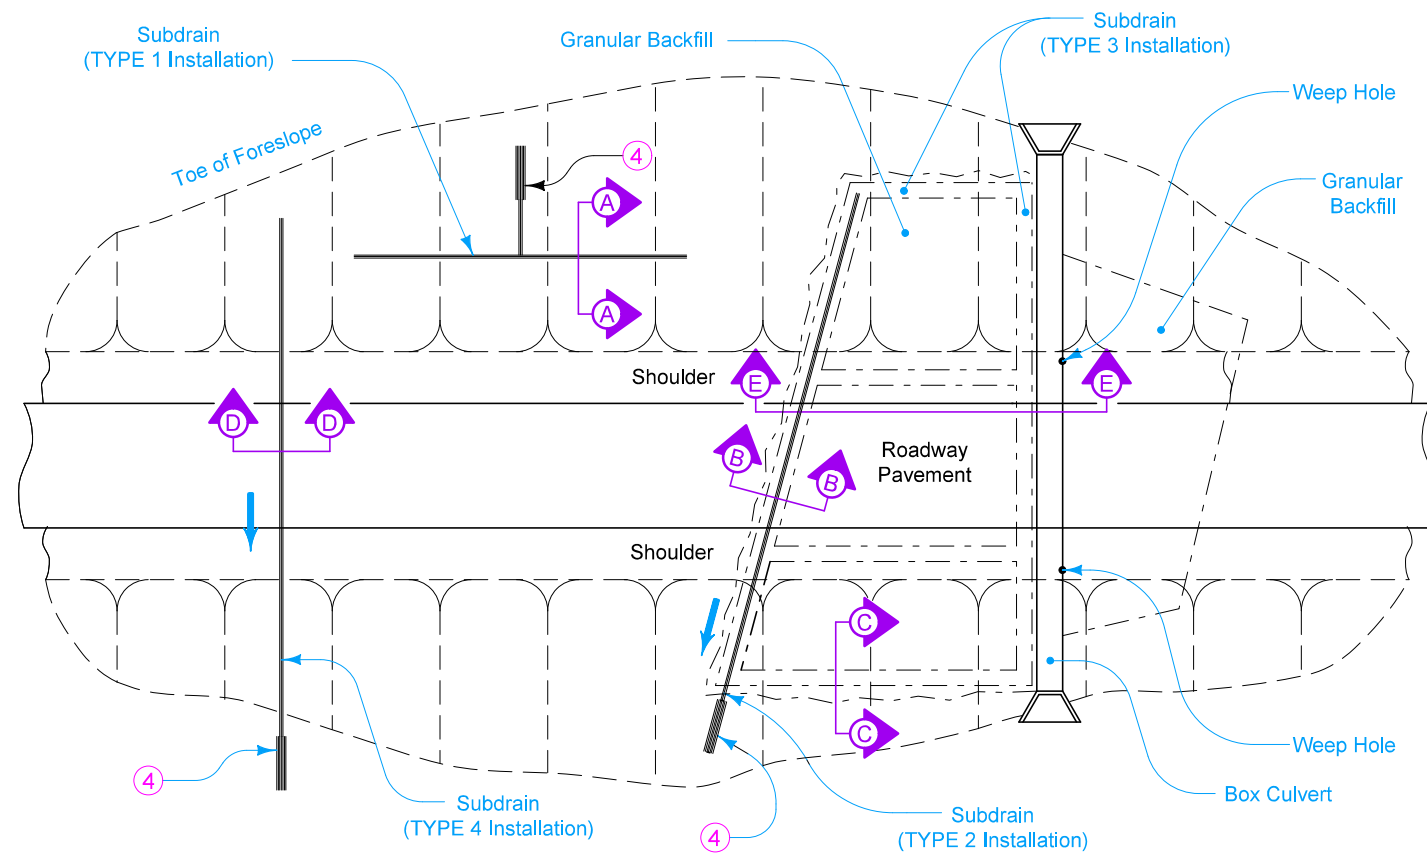 Subdrain
(TYPE 1 Installation)
Granular Backfill
Subdrain
(TYPE 3 Installation)
Weep Hole
Toe of Foreslope
4
A
Granular
Backfill
A
Shoulder
E
E
D
D
B
B
Roadway
Pavement
Shoulder
C
C
Weep Hole
4
Box Culvert
Subdrain
(TYPE 4 Installation)
Subdrain
(TYPE 2 Installation)
4